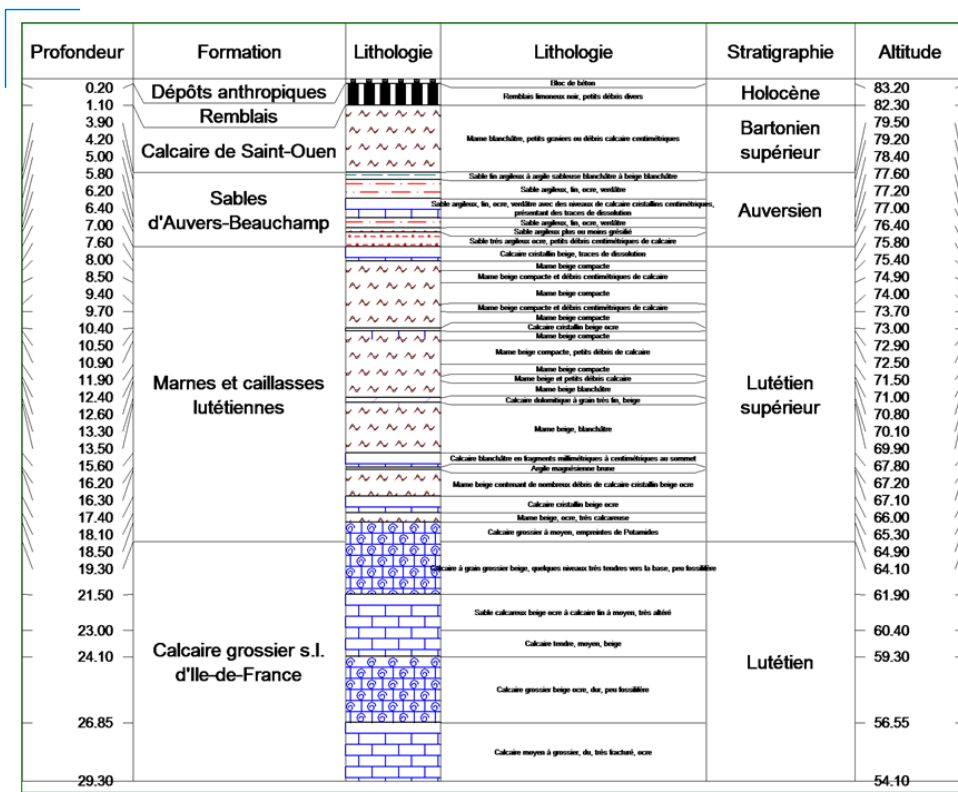 Profondeur
Formation
Lithologie
Lithologie
Stratigraphie
Altitude
0.20
1.10
3.90
4.20
5.00
5.80
6.20
6.40
7.60
8.00
8.50
9.40
9.70
10.40
10.50
10.90
11.90
12.40
12.60
13.30
13.50
15.60
16.20
16.30
17.40
18.10
18.50
19.30
21.50
23.00
24.10
26.85
29.30
Dépôts anthropiques
Remblais
Calcaire de Saint-Ouen
Sables
d'Auvers-Beauchamp
Marnes et caillasses
lutétiennes
Calcaire grossier s.l.
d'Ile-de-France
Bloc de béton
Remblais limoneux noir, petits débris divers
Marne blanchâtre, petits graviers ou débris calcaire centimétriques
Sable fin argileux à argile sableuse blanchâtre à beige blanchâtre
Sable argileux, fin, ocre, verdâtre
Sable argileux, fin, ocre, verdâtre avec des niveaux de calcaire cristallins centimétriques,
présentant des traces de dissolution
Sable argileux, fin, ocre, verdâtre
Sable argileux plus ou moins grésifié
Sable très argileux ocre, petits débris centimétriques de calcaire
Calcaire cristallin beige, traces de dissolution
Marne beige compacte
Marne beige compacte et débris centimétriques de calcaire
Marne beige compacte
Marne beige compacte et débris centimétriques de calcaire
Marne beige compacte
Calcaire cristallin beige ocre
Marne beige compacte
Marne beige compacte, petits débris de calcaire
Marne beige compacte
Marne beige et petits débris calcaire
Marne beige blanchâtre
Calcaire dolomitique à grain très fin, beige
Marne beige, blanchâtre
Calcaire blanchâtre en fragments millimétriques à centimétriques au sommet
Argile magnésienne brune
Marne beige contenant de nombreux débris de calcaire cristallin beige ocre
Calcaire cristallin beige ocre
Marne beige, ocre, très calcareuse
Calcaire grossier à moyen, empreintes de Potamides
Calcaire à grain grossier beige, quelques niveaux très tendres vers la base, peu fossilifère
Sable calcareux beige ocre à calcaire fin à moyen, très altéré
Calcaire tendre, moyen, beige
Calcaire grossier beige ocre, dur, peu fossilifère
Calcaire moyen à grossier, du, très fracturé, ocre
Holocène
Bartonien
supérieur
Auversien
Lutétien
supérieur
Lutétien
83.20
82.30
79.50
79.20
78.40
77.60
77.20
77.00
76.40
75.80
75.40
74.90
74.00
73.70
73.00
72.90
72.50
71.50
71.00
70.80
70.10
69.90
67.80
67.20
67.10
66.00
65.30
64.90
64.10
61.90
60.40
59.30
56.55
54.10